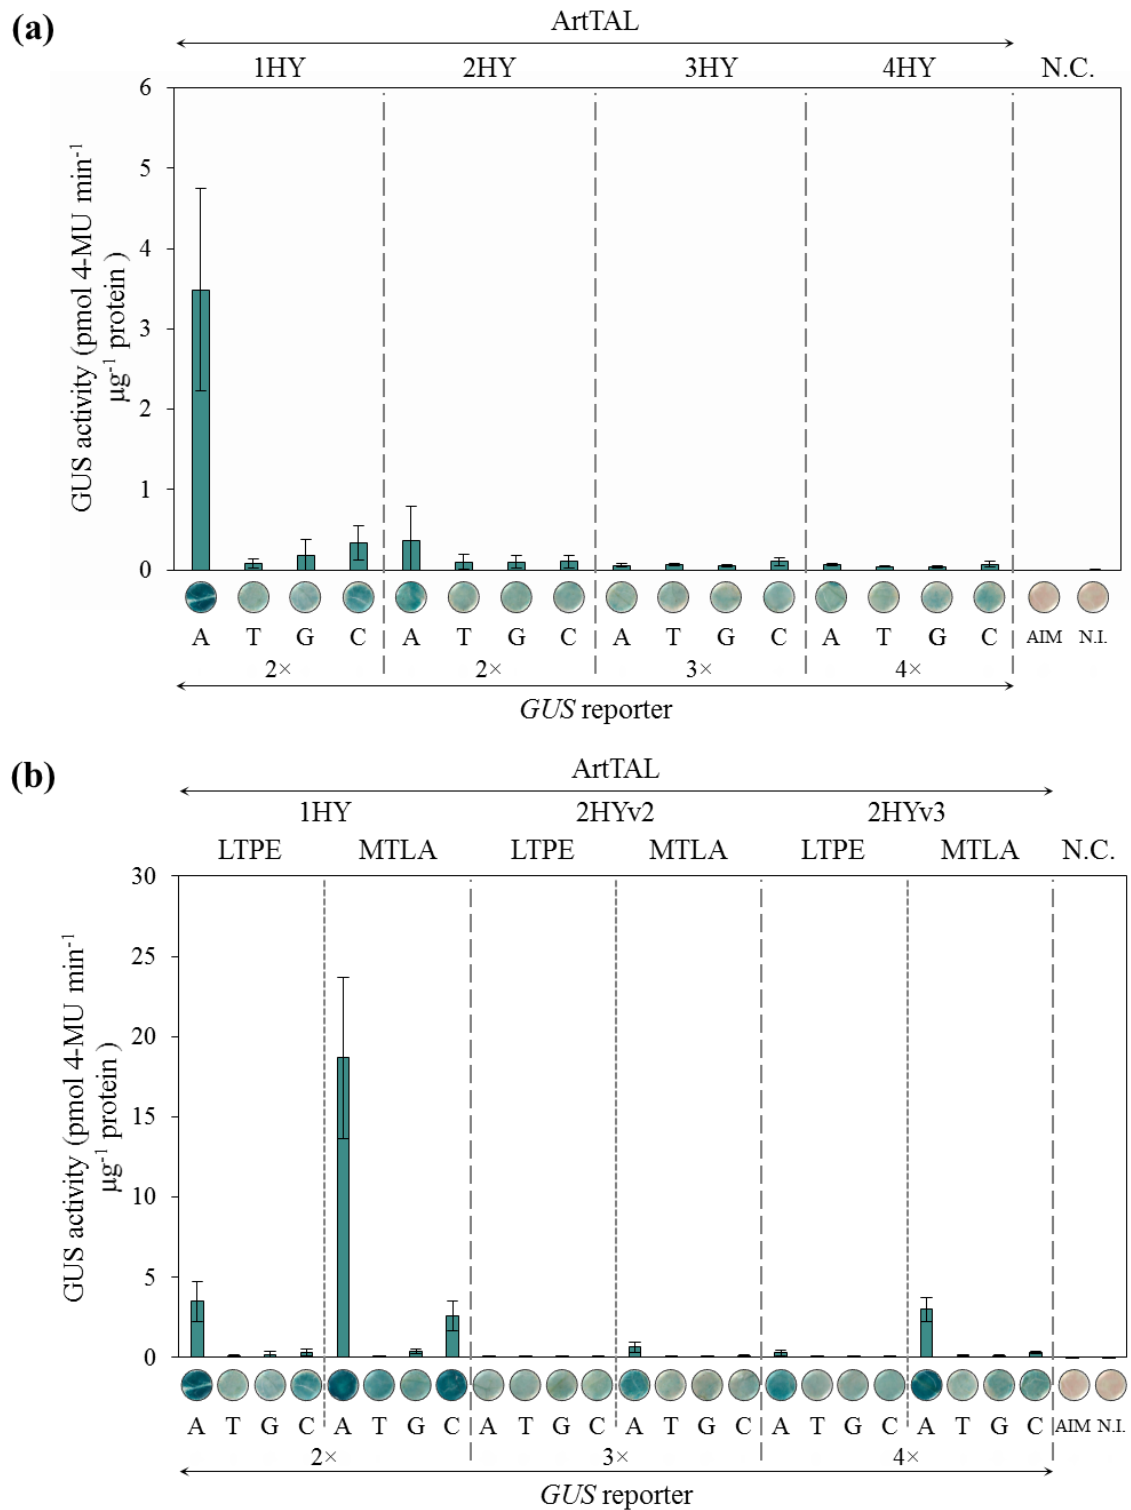 (a)
ArtTAL
1HY 2HY 3HY 4HY N.C.
6
5
4
3
2
1
0
GUS activity (pmol 4-MU min⁻¹
µg⁻¹ protein )
A T G C A T G C A T G C A T G C AIM N.I.
2× 2× 3× 4×
GUS reporter
(b)
ArtTAL
1HY 2HYv2 2HYv3
LTPE MTLA LTPE MTLA LTPE MTLA N.C.
30
25
20
15
10
5
0
GUS activity (pmol 4-MU min⁻¹
µg⁻¹ protein )
A T G C A T G C A T G C A T G C A T G C A T G C AIM N.I.
2× 3× 4×
GUS reporter